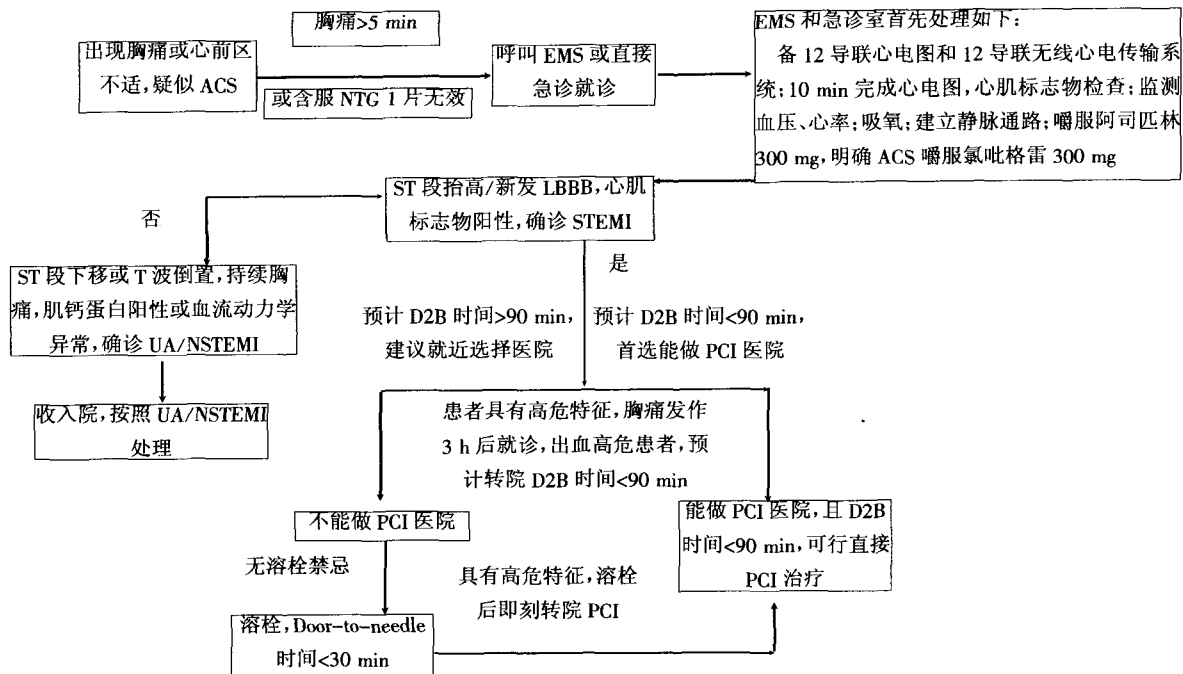 胸痛>5 min
出现胸痛或心前区
不适,疑似 ACS
或含服 NTG 1 片无效
呼叫 EMS 或直接
急诊就诊
EMS 和急诊室首先处理如下:
备 12 导联心电图和 12 导联无线心电传输系
统;10 min 完成心电图,心肌标志物检查;监测
血压、心率;吸氧;建立静脉通路;嚼服阿司匹林
300 mg,明确 ACS 嚼服氯吡格雷 300 mg
ST 段抬高/新发 LBBB,心肌
标志物阳性,确诊 STEMI
否
是
ST 段下移或 T 波倒置,持续胸
痛,肌钙蛋白阳性或血流动力学
异常,确诊 UA/NSTEMI
收入院,按照 UA/NSTEMI
处理
预计 D2B 时间>90 min,
建议就近选择医院
预计 D2B 时间<90 min,
首选能做 PCI 医院
患者具有高危特征,胸痛发作
3 h 后就诊,出血高危患者,预
计转院 D2B 时间<90 min
不能做 PCI 医院
能做 PCI 医院,且 D2B
时间<90 min,可行直接
PCI 治疗
无溶栓禁忌
具有高危特征,溶栓
后即刻转院 PCI
溶栓,Door-to-needle
时间<30 min